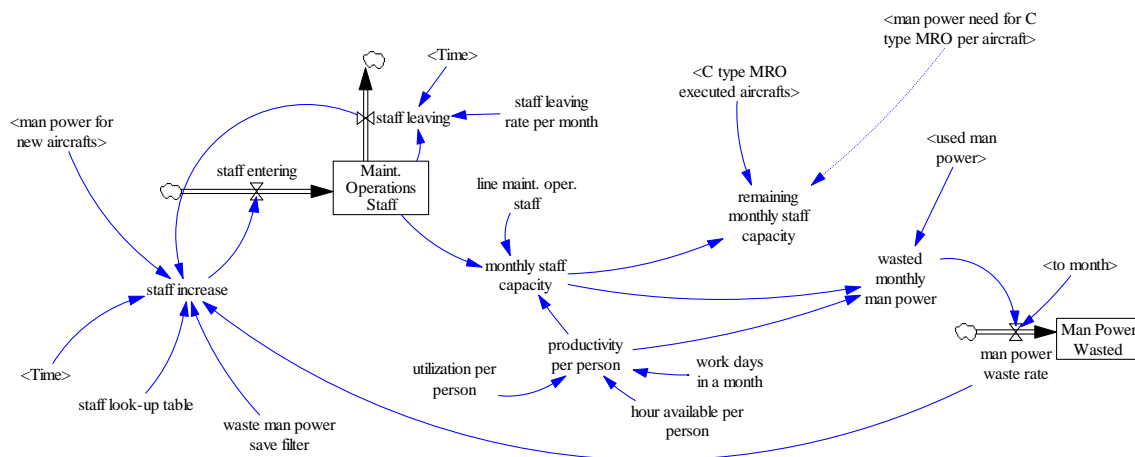 <man power need for C
type MRO per aircraft>
<Time>
<C type MRO
executed aircrafts>
staff leaving
staff leaving
rate per month
<man power for
new aircrafts>
<used man
power>
staff entering
Maint.
Operations
Staff
line maint. oper.
staff
remaining
monthly staff
capacity
monthly staff
capacity
wasted
monthly
man power
<to month>
staff increase
Man Power
Wasted
man power
waste rate
productivity
per person
<Time>
utilization per
person
work days
in a month
staff look-up table
hour available per
person
waste man power
save filter